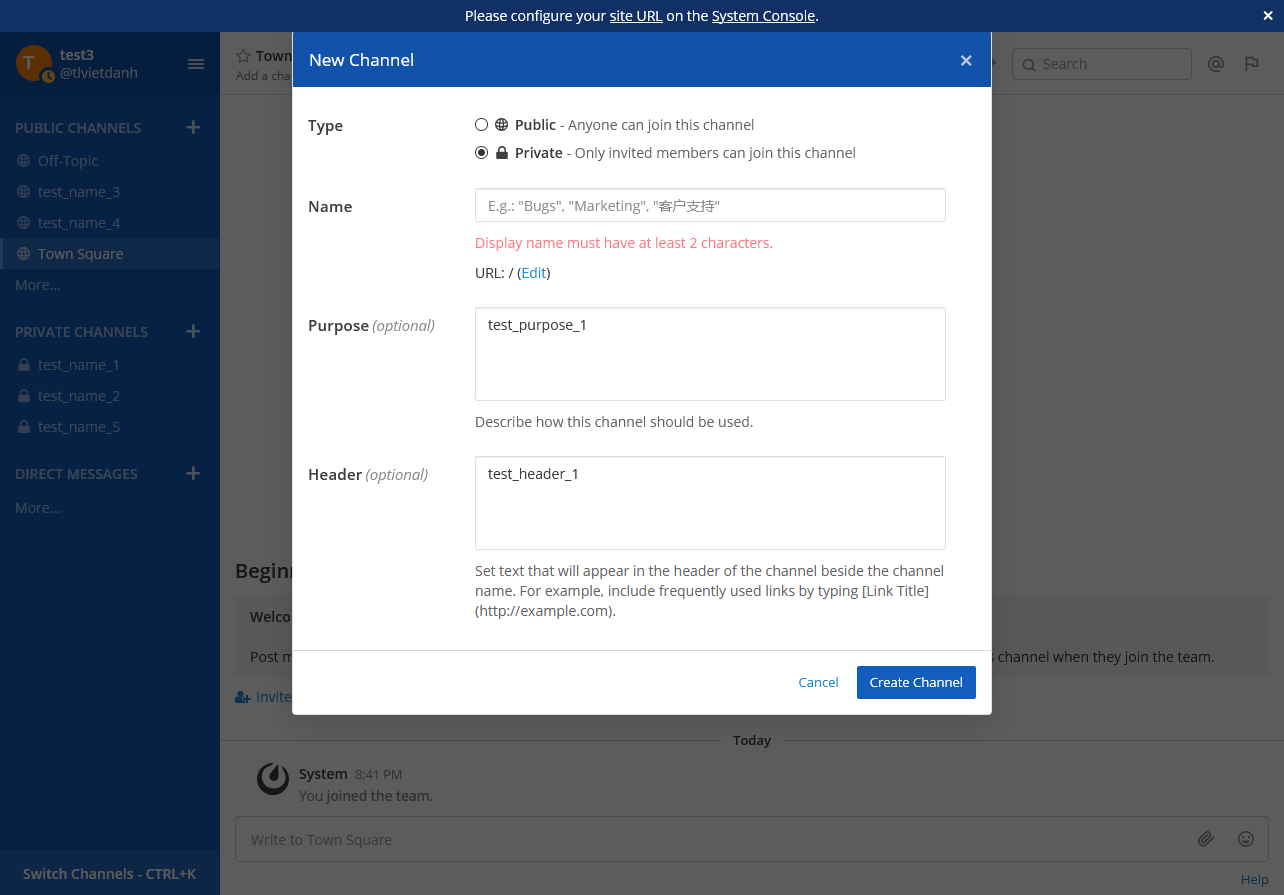 Please configure your site URL on the System Console.
×
T
test3
@tlvietdanh
PUBLIC CHANNELS +
Off-Topic
test_name_3
test_name_4
Town Square
More...
PRIVATE CHANNELS +
test_name_1
test_name_2
test_name_5
DIRECT MESSAGES +
More...
Switch Channels - CTRL+K
Town
Add a cha
Search
@
New Channel ×
Type
Public - Anyone can join this channel
Private - Only invited members can join this channel
Name
E.g.: "Bugs", "Marketing", "客户支持"
Display name must have at least 2 characters.
URL: / (Edit)
Purpose (optional)
test_purpose_1
Describe how this channel should be used.
Header (optional)
test_header_1
Set text that will appear in the header of the channel beside the channel
name. For example, include frequently used links by typing [Link Title]
(http://example.com).
Cancel
Create Channel
Beginn
Welco
Post m
s channel when they join the team.
Invite
Today
System 8:41 PM
You joined the team.
Write to Town Square
Help